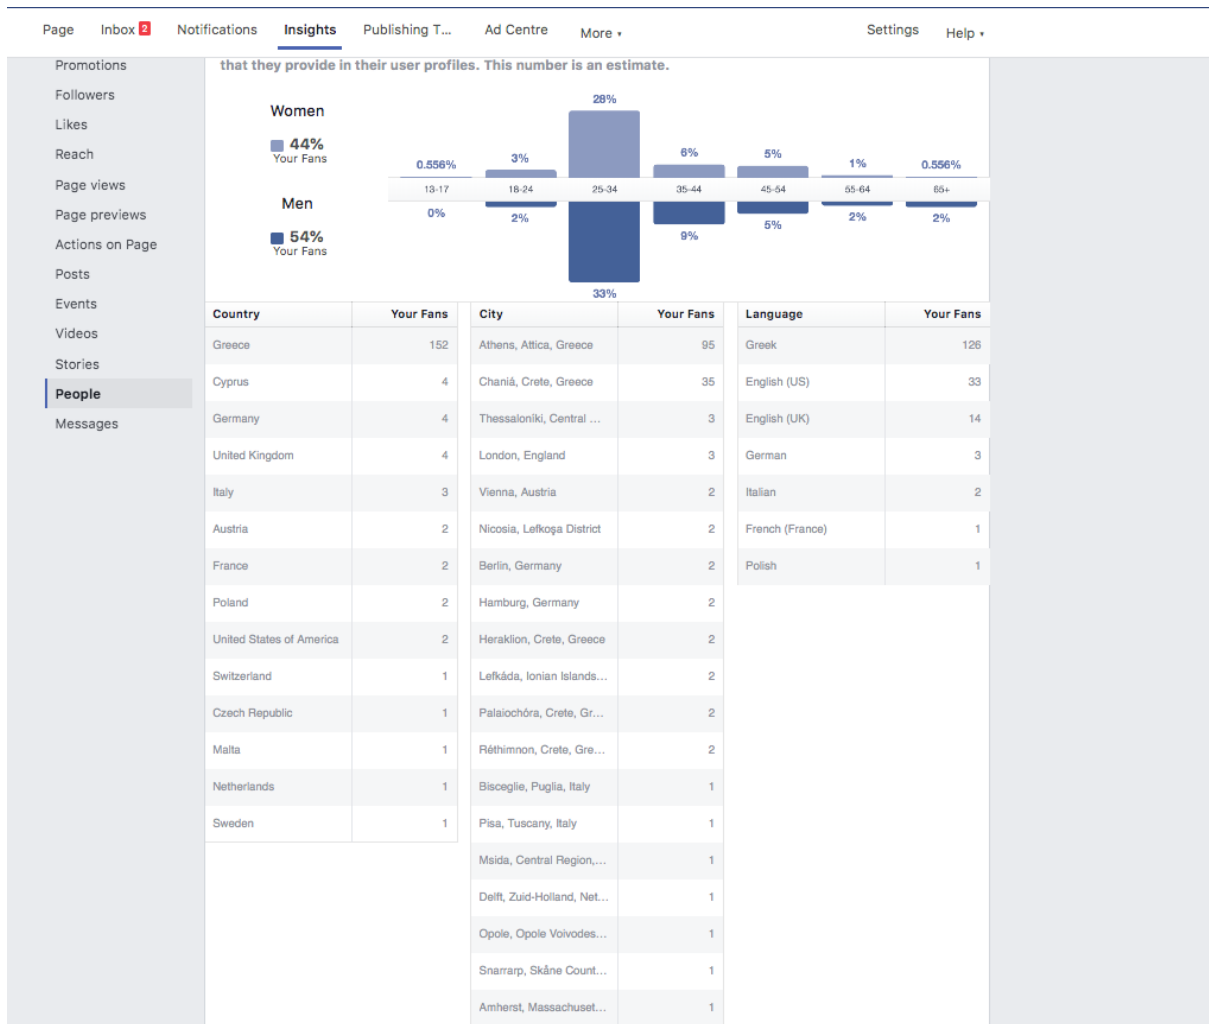 Page Inbox 2 Notifications Insights Publishing T... Ad Centre More Settings Help
Promotions
Followers
Likes
Reach
Page views
Page previews
Actions on Page
Posts
Events
Videos
Stories
People
Messages
that they provide in their user profiles. This number is an estimate.
Women
44%
Your Fans
Men
54%
Your Fans
0.556% 3% 28% 6% 5% 1% 0.556%
13-17 18-24 25-34 35-44 45-54 55-64 65+
0% 2% 33% 9% 5% 2% 2%
Country Your Fans
Greece 152
Cyprus 4
Germany 4
United Kingdom 4
Italy 3
Austria 2
France 2
Poland 2
United States of America 2
Switzerland 1
Czech Republic 1
Malta 1
Netherlands 1
Sweden 1
City Your Fans
Athens, Attica, Greece 95
Chaniá, Crete, Greece 35
Thessaloníki, Central ... 3
London, England 3
Vienna, Austria 2
Nicosia, Lefkoşa District 2
Berlin, Germany 2
Hamburg, Germany 2
Heraklion, Crete, Greece 2
Lefkáda, Ionian Islands... 2
Palaiochóra, Crete, Gr... 2
Réthimnon, Crete, Gre... 2
Bisceglie, Puglia, Italy 1
Pisa, Tuscany, Italy 1
Msida, Central Region,... 1
Delft, Zuid-Holland, Net... 1
Opole, Opole Voivodes... 1
Snarrarp, Skåne Count... 1
Amherst, Massachuset... 1
Language Your Fans
Greek 126
English (US) 33
English (UK) 14
German 3
Italian 2
French (France) 1
Polish 1